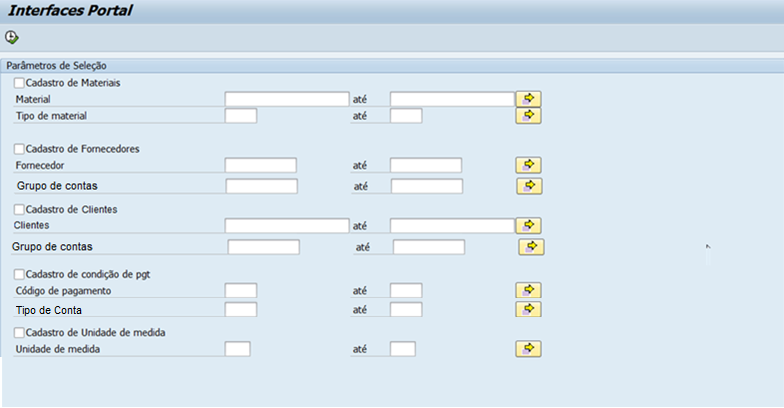 Interfaces Portal
Parâmetros de Seleção
Cadastro de Materiais
Material até
Tipo de material até
Cadastro de Fornecedores
Fornecedor até
Grupo de contas até
Cadastro de Clientes
Clientes até
Grupo de contas até
Cadastro de condição de pgt
Código de pagamento até
Tipo de Conta até
Cadastro de Unidade de medida
Unidade de medida até